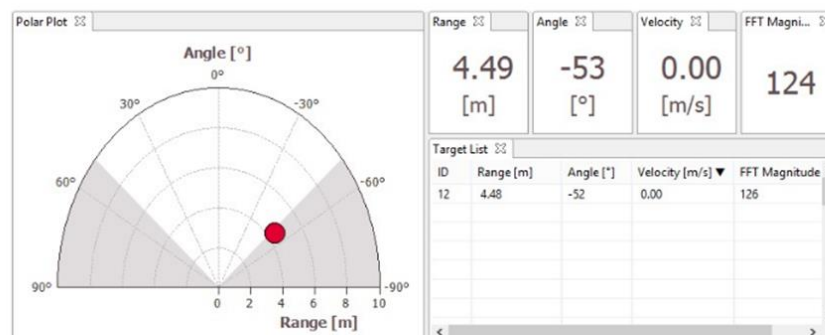 Polar Plot
Angle [°]
0°
30°
-30°
60°
-60°
90°
-90°
0 2 4 6 8 10
Range [m]
Range
4.49
[m]
Angle
-53
[°]
Velocity
0.00
[m/s]
FFT Magni...
124
Target List
ID Range [m] Angle [°] Velocity [m/s] ▼ FFT Magnitude
12 4.48 -52 0.00 126